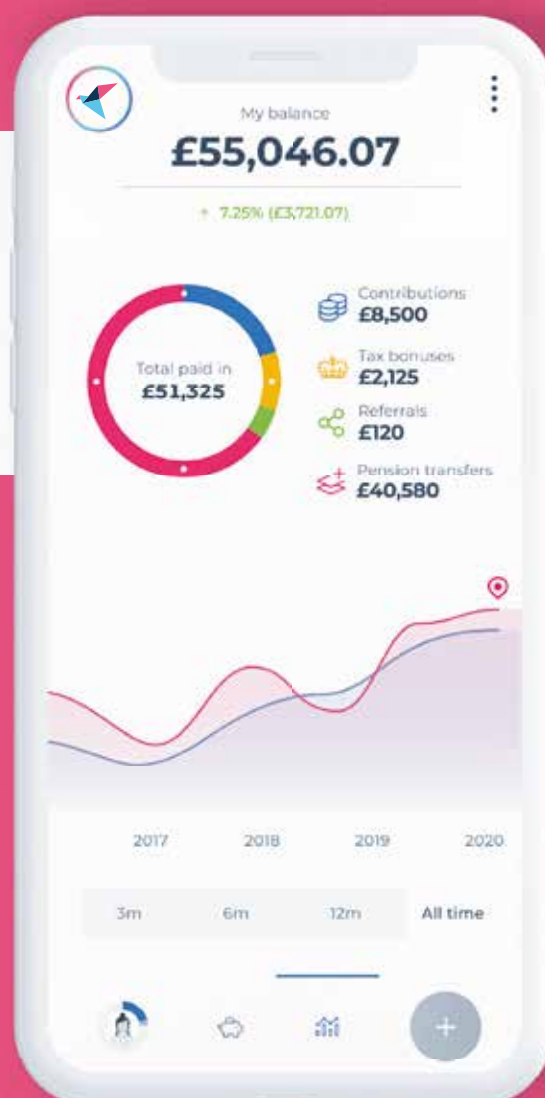 My balance
£55,046.07
+ 7.25% (£3,721.07)
Total paid in
£51,325
Contributions
£8,500
Tax bonuses
£2,125
Referrals
£120
Pension transfers
£40,580
2017 2018 2019 2020
3m 6m 12m All time
+